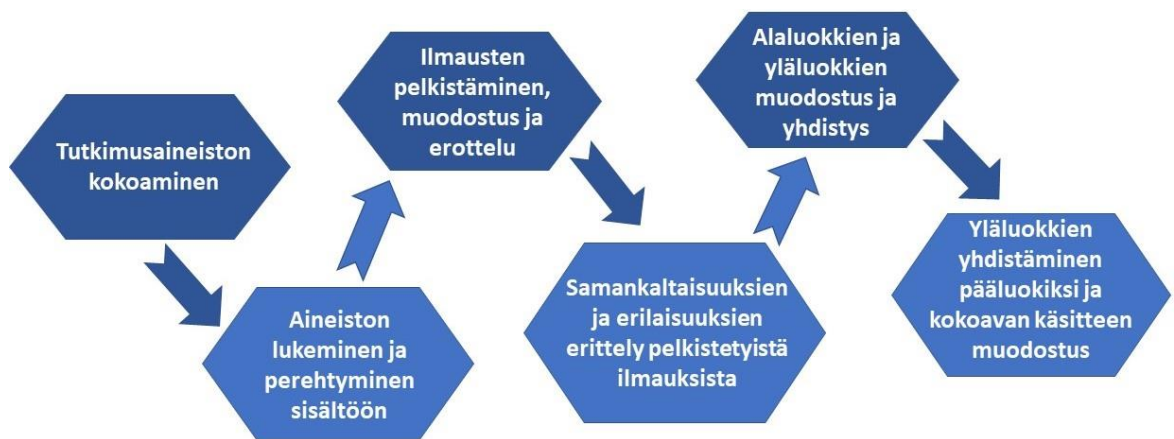 Tutkimusaineiston
kokoaminen
Aineiston
lukeminen ja
perehtyminen
sisältöön
Ilmausten
pelkistäminen,
muodostus ja
erottelu
Samankaltaisuuksien
ja erilaisuuksien
erittely pelkistetyistä
ilmauksista
Alaluokkien ja
yläluokkien
muodostus ja
yhdistys
Yläluokkien
yhdistäminen
pääluokiksi ja
kokoavan käsitteen
muodostus